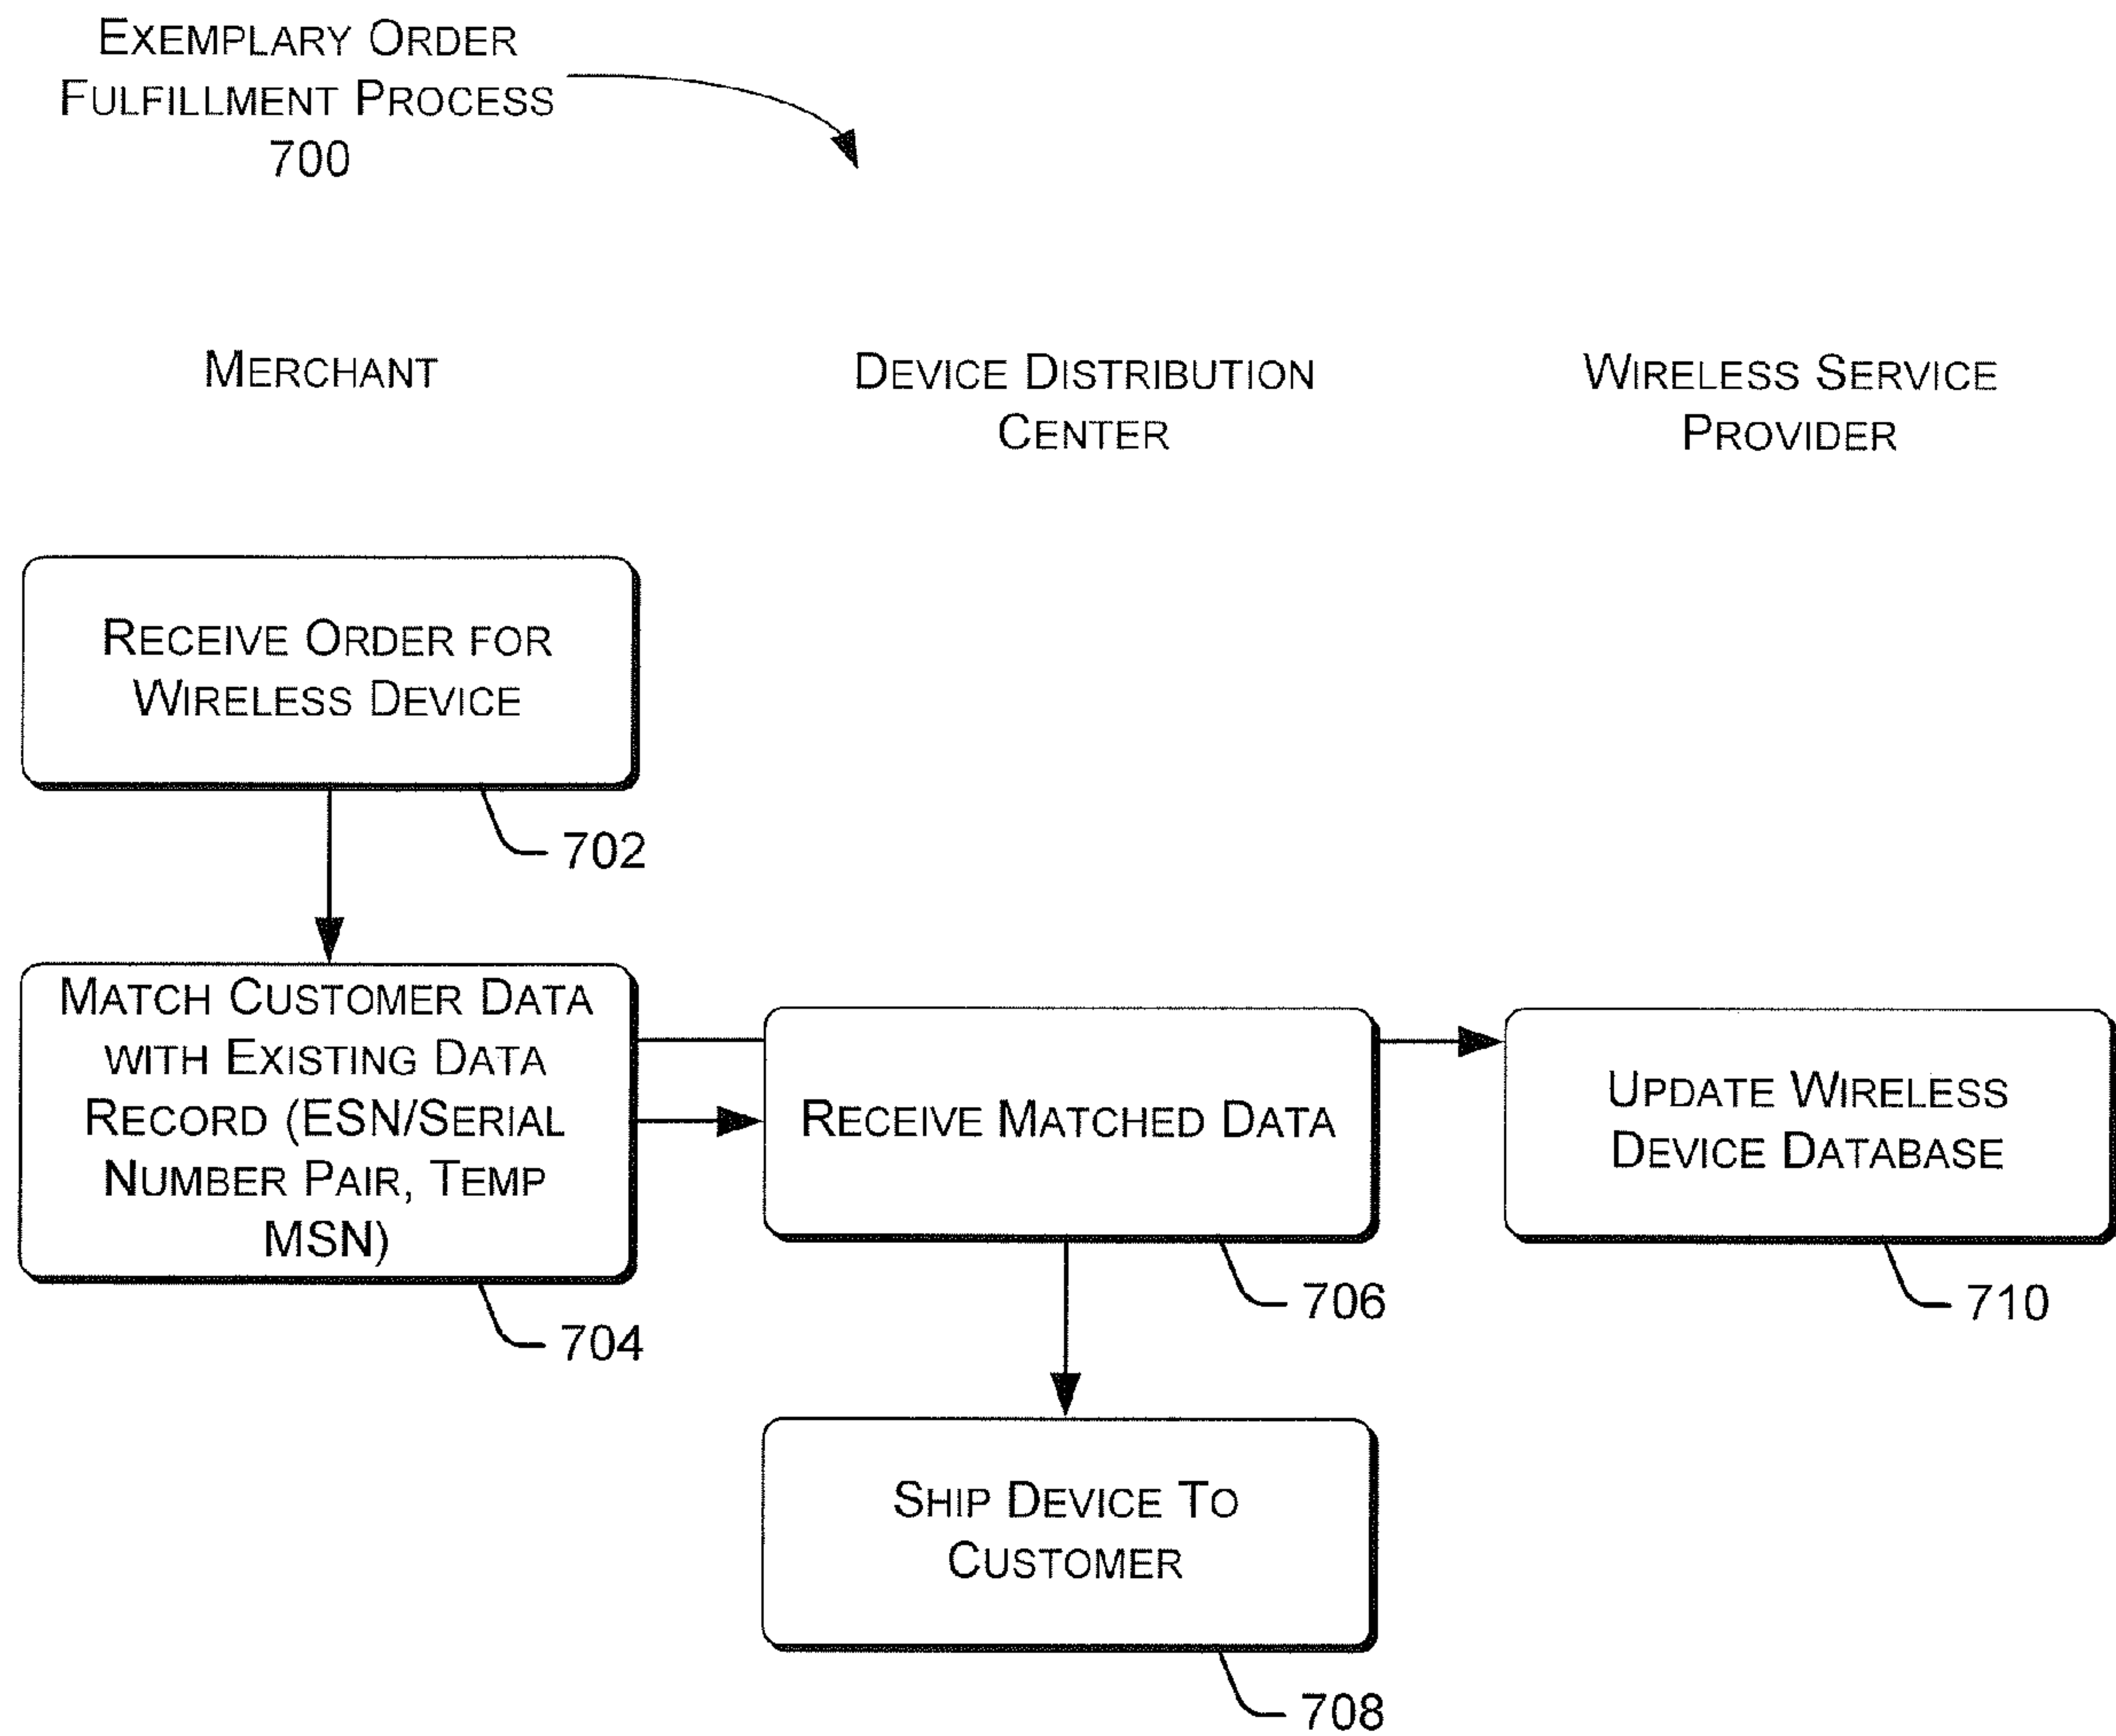 EXEMPLARY ORDER
FULFILLMENT PROCESS
700
MERCHANT
DEVICE DISTRIBUTION
CENTER
WIRELESS SERVICE
PROVIDER
RECEIVE ORDER FOR
WIRELESS DEVICE
702
MATCH CUSTOMER DATA
WITH EXISTING DATA
RECORD (ESN/SERIAL
NUMBER PAIR, TEMP
MSN)
704
RECEIVE MATCHED DATA
706
UPDATE WIRELESS
DEVICE DATABASE
710
SHIP DEVICE TO
CUSTOMER
708